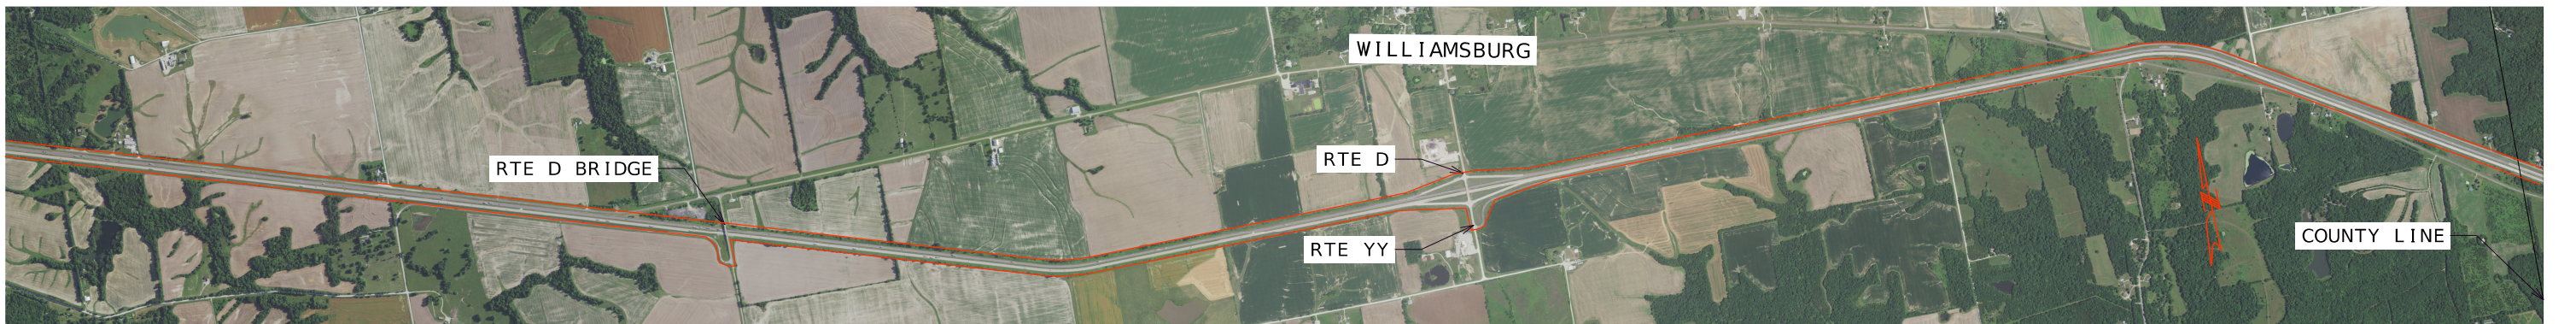 WILLIAMSBURG
RTE D BRIDGE
RTE D
RTE YY
COUNTY LINE